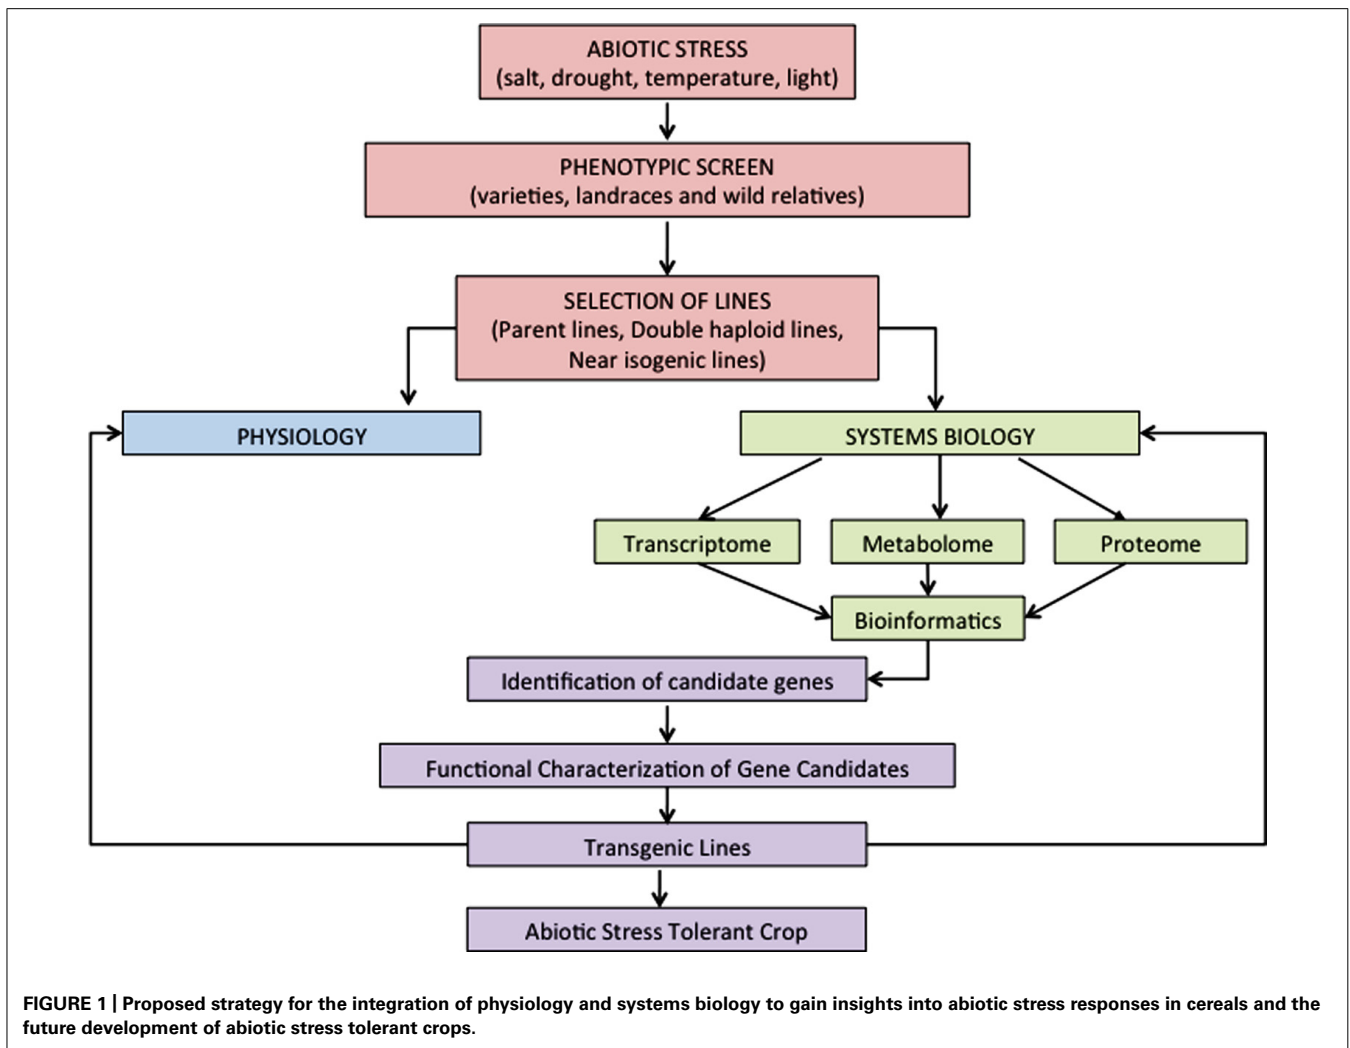 ABIOTIC STRESS
(salt, drought, temperature, light)
PHENOTYPIC SCREEN
(varieties, landraces and wild relatives)
SELECTION OF LINES
(Parent lines, Double haploid lines,
Near isogenic lines)
PHYSIOLOGY
SYSTEMS BIOLOGY
Transcriptome
Metabolome
Proteome
Bioinformatics
Identification of candidate genes
Functional Characterization of Gene Candidates
Transgenic Lines
Abiotic Stress Tolerant Crop
FIGURE 1 | Proposed strategy for the integration of physiology and systems biology to gain insights into abiotic stress responses in cereals and the
future development of abiotic stress tolerant crops.